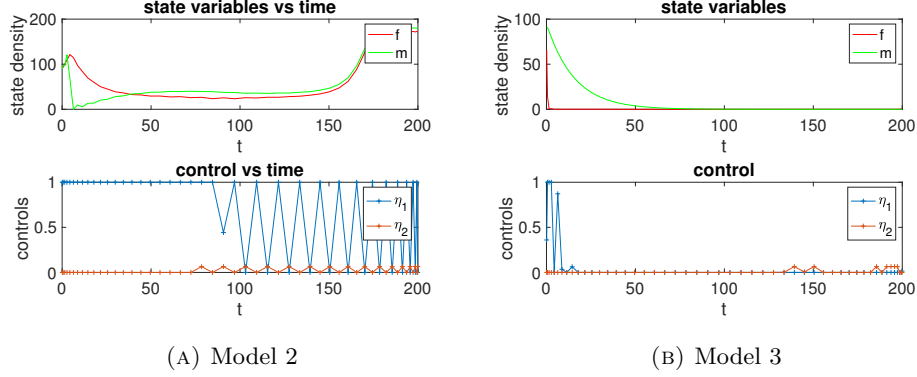 state variables vs time
state density
200
100
0
f
m
0 50 100 150 200
t
control vs time
controls
1
0.5
0
η1
η2
0 50 100 150 200
t
(A) Model 2
state variables
state density
100
50
0
f
m
0 50 100 150 200
t
control
controls
1
0.5
0
η1
η2
0 50 100 150 200
t
(B) Model 3